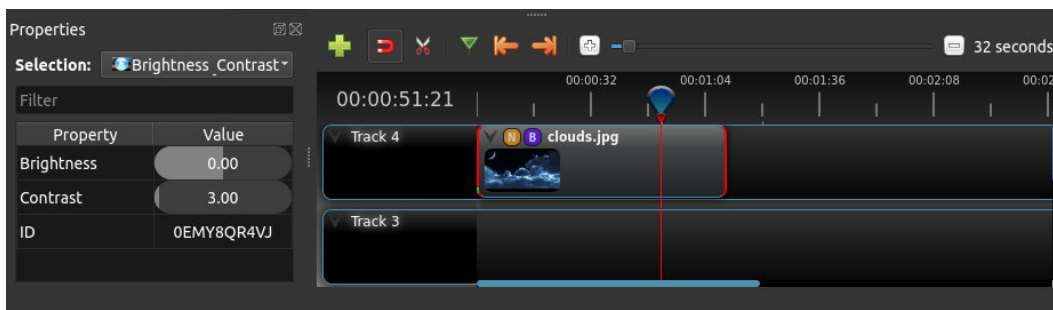 Properties
Selection: Brightness_Contrast
Filter
Property Value
Brightness 0.00
Contrast 3.00
ID 0EMY8QR4VJ
32 seconds
00:00:51:21
00:00:32 00:01:04 00:01:36 00:02:08
Track 4
N B clouds.jpg
Track 3